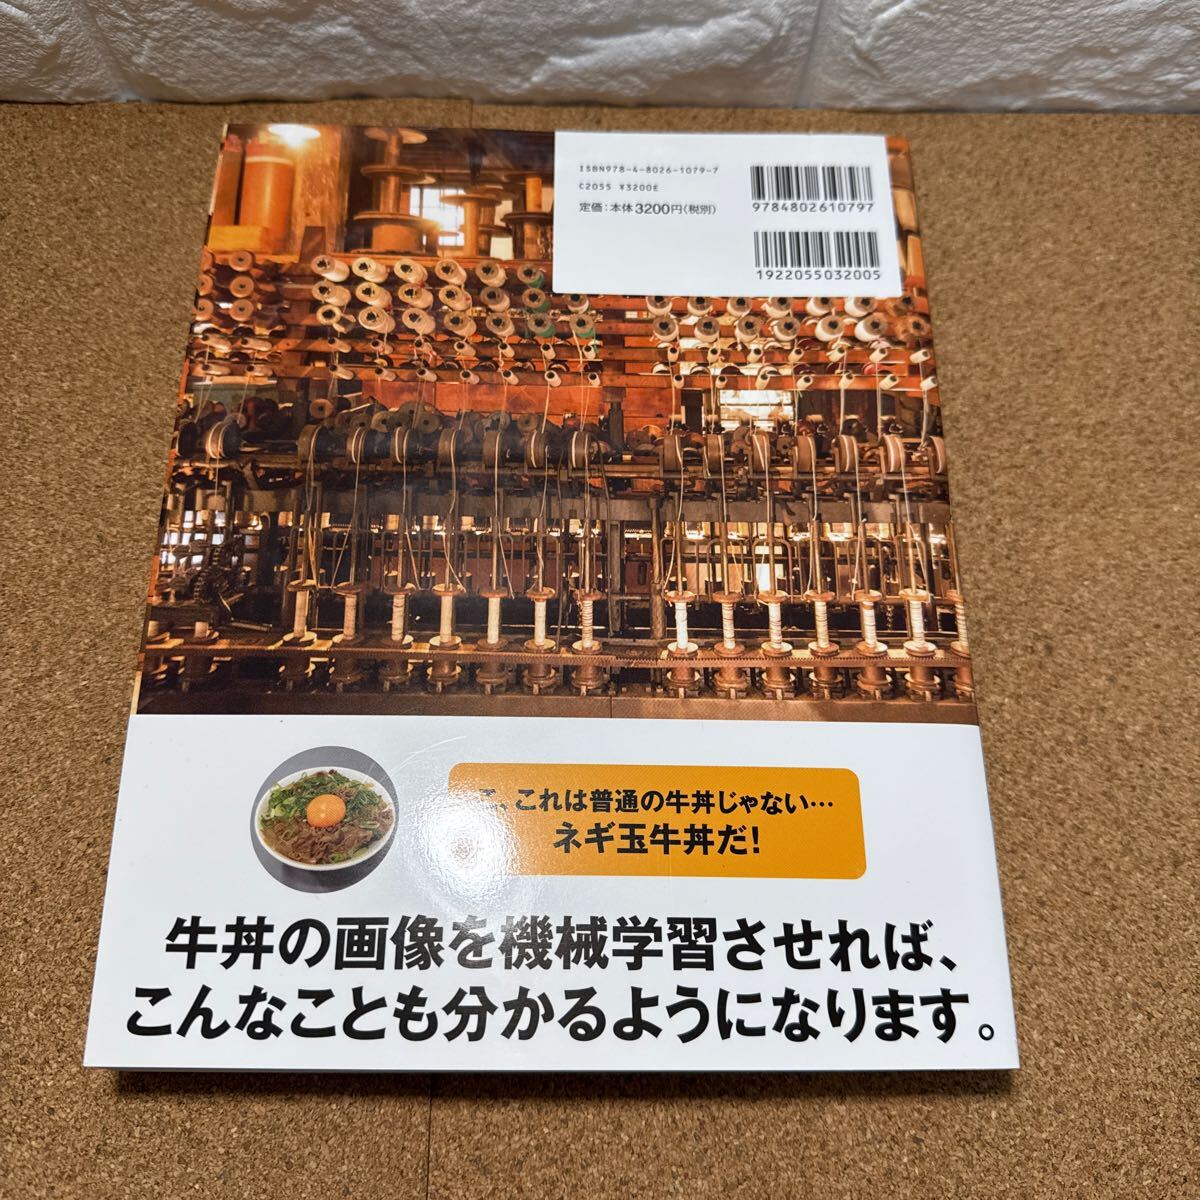 ISBN978-4-8026-1079-7
C2055 ¥3200E
定価：本体3200円（税別）
9784802610797
1922055032005
こ、これは普通の牛丼じゃない…
ネギ玉牛丼だ！
牛丼の画像を機械学習させれば、
こんなことも分かるようになります。